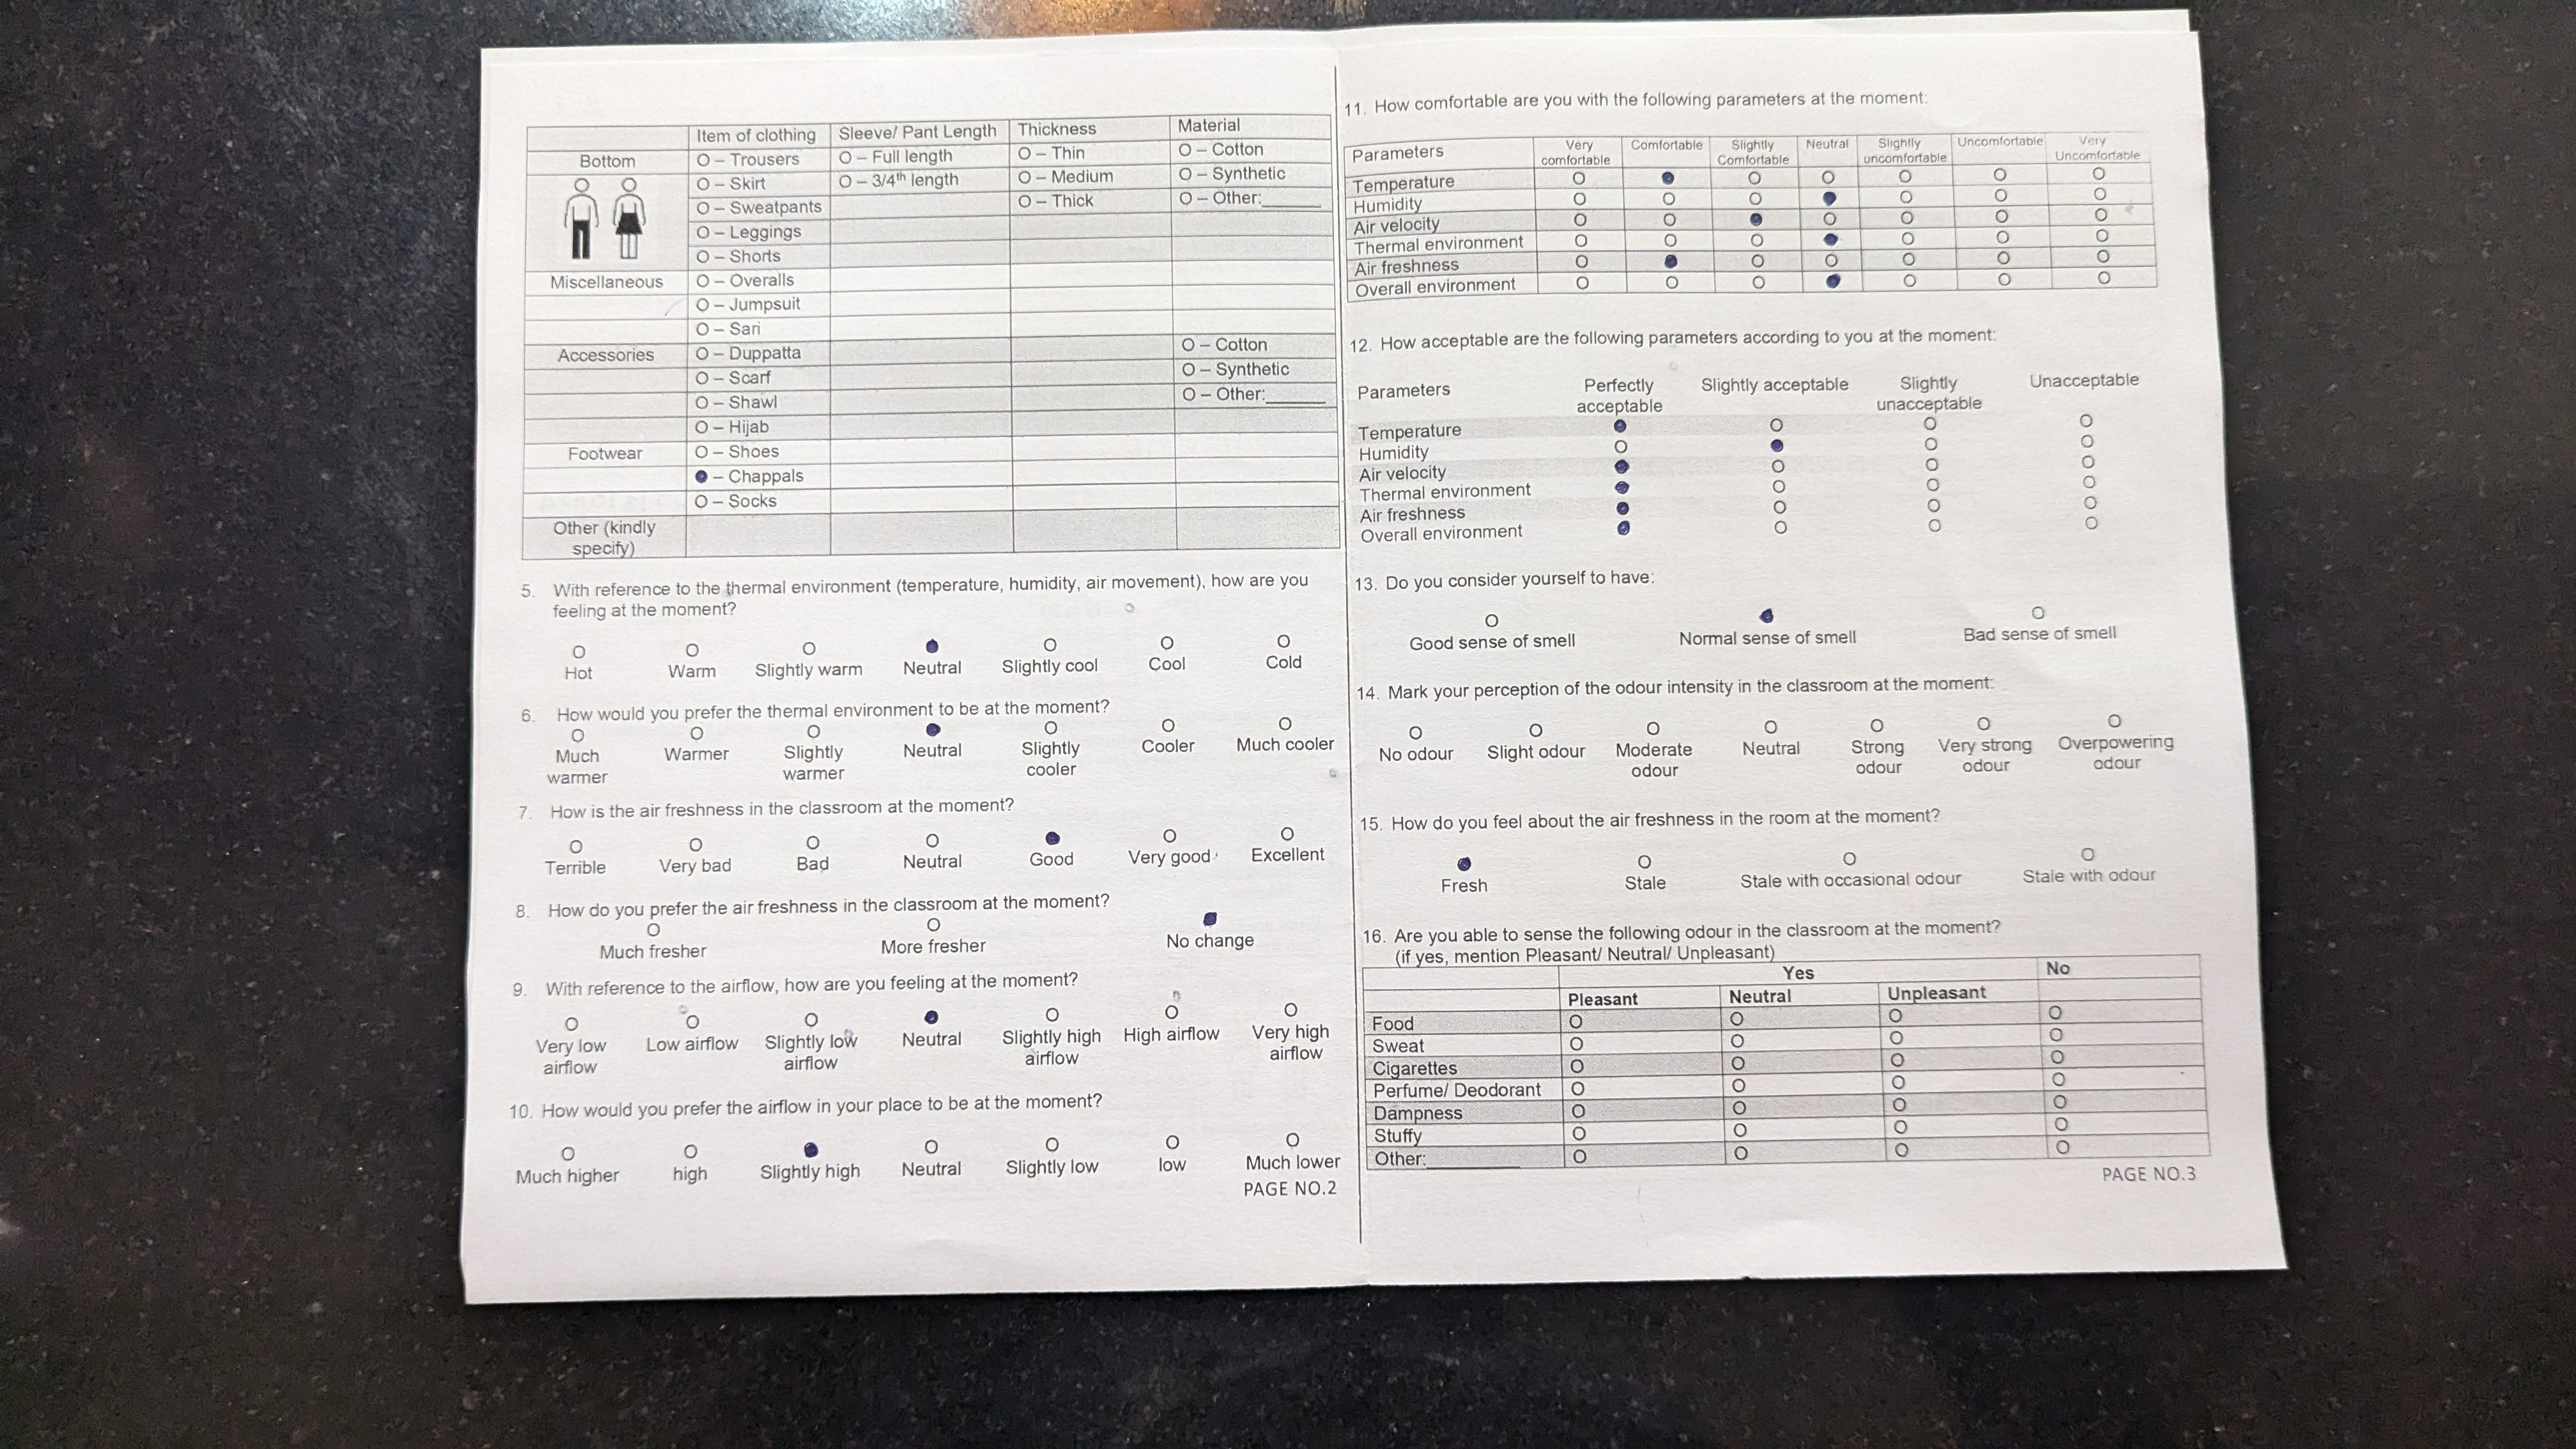 Item of clothing Sleeve/ Pant Length Thickness Material
Bottom O – Trousers O – Full length O – Thin O – Cotton
O – Skirt O – 3/4th length O – Medium O – Synthetic
O – Sweatpants O – Thick O – Other:______
O – Leggings
O – Shorts
Miscellaneous O – Overalls
O – Jumpsuit
O – Sari
Accessories O – Duppatta O – Cotton
O – Scarf O – Synthetic
O – Shawl O – Other:______
O – Hijab
Footwear O – Shoes
● – Chappals
O – Socks
Other (kindly
specify)
5. With reference to the thermal environment (temperature, humidity, air movement), how are you
feeling at the moment?
O O O ● O O O
Hot Warm Slightly warm Neutral Slightly cool Cool Cold
6. How would you prefer the thermal environment to be at the moment?
O O O ● O O O
Much Warmer Slightly Neutral Slightly Cooler Much cooler
warmer warmer cooler
7. How is the air freshness in the classroom at the moment?
O O O O ● O O
Terrible Very bad Bad Neutral Good Very good Excellent
8. How do you prefer the air freshness in the classroom at the moment?
O O ●
Much fresher More fresher No change
9. With reference to the airflow, how are you feeling at the moment?
O O O ● O O O
Very low Low airflow Slightly low Neutral Slightly high High airflow Very high
airflow airflow airflow airflow
10. How would you prefer the airflow in your place to be at the moment?
O O ● O O O O
Much higher high Slightly high Neutral Slightly low low Much lower
PAGE NO.2
11. How comfortable are you with the following parameters at the moment:
Parameters Very Comfortable Slightly Neutral Slightly Uncomfortable Very
comfortable Comfortable uncomfortable Uncomfortable
Temperature O ● O O O O O
Humidity O O O ● O O O
Air velocity O O ● O O O O
Thermal environment O O O ● O O O
Air freshness O ● O O O O O
Overall environment O O O ● O O O
12. How acceptable are the following parameters according to you at the moment:
Parameters Perfectly Slightly acceptable Slightly Unacceptable
acceptable unacceptable
Temperature ● O O O
Humidity O ● O O
Air velocity ● O O O
Thermal environment ● O O O
Air freshness ● O O O
Overall environment ● O O O
13. Do you consider yourself to have:
O ● O
Good sense of smell Normal sense of smell Bad sense of smell
14. Mark your perception of the odour intensity in the classroom at the moment:
O O O O O O O
No odour Slight odour Moderate Neutral Strong Very strong Overpowering
odour odour odour odour
15. How do you feel about the air freshness in the room at the moment?
● O O O
Fresh Stale Stale with occasional odour Stale with odour
16. Are you able to sense the following odour in the classroom at the moment?
(if yes, mention Pleasant/ Neutral/ Unpleasant)
Yes No
Pleasant Neutral Unpleasant
Food O O O O
Sweat O O O O
Cigarettes O O O O
Perfume/ Deodorant O O O O
Dampness O O O O
Stuffy O O O O
Other:__________ O O O O
PAGE NO.3